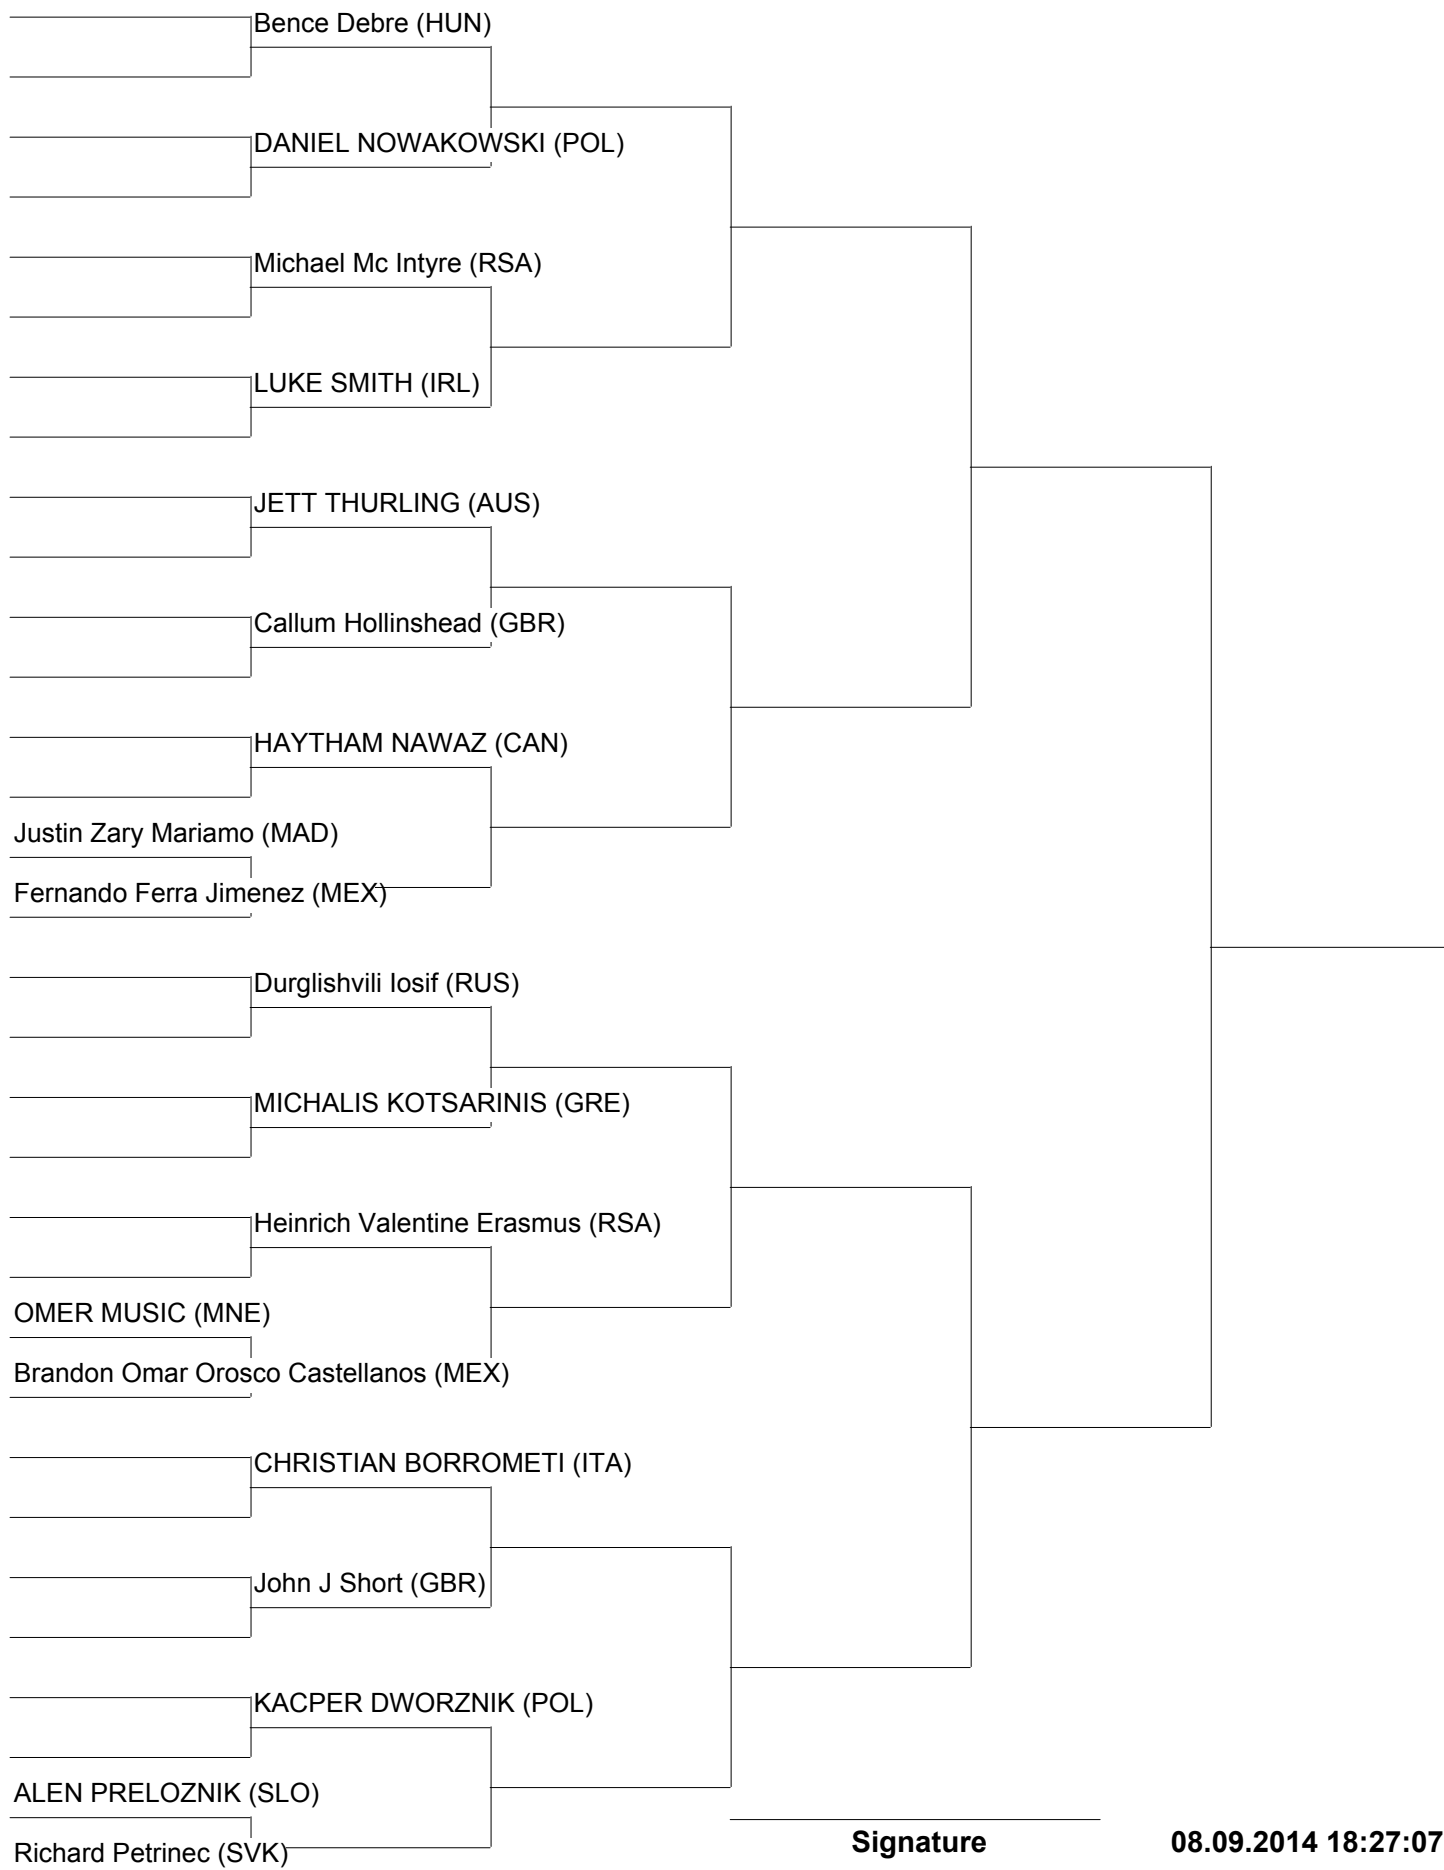 Bence Debre (HUN)
DANIEL NOWAKOWSKI (POL)
Michael Mc Intyre (RSA)
LUKE SMITH (IRL)
JETT THURLING (AUS)
Callum Hollinshead (GBR)
HAYTHAM NAWAZ (CAN)
Justin Zary Mariamo (MAD)
Fernando Ferra Jimenez (MEX)
Durglishvili Iosif (RUS)
MICHALIS KOTSARINIS (GRE)
Heinrich Valentine Erasmus (RSA)
OMER MUSIC (MNE)
Brandon Omar Orosco Castellanos (MEX)
CHRISTIAN BORROMETI (ITA)
John J Short (GBR)
KACPER DWORZNIK (POL)
ALEN PRELOZNIK (SLO)
Richard Petrinec (SVK)
Signature 08.09.2014 18:27:07